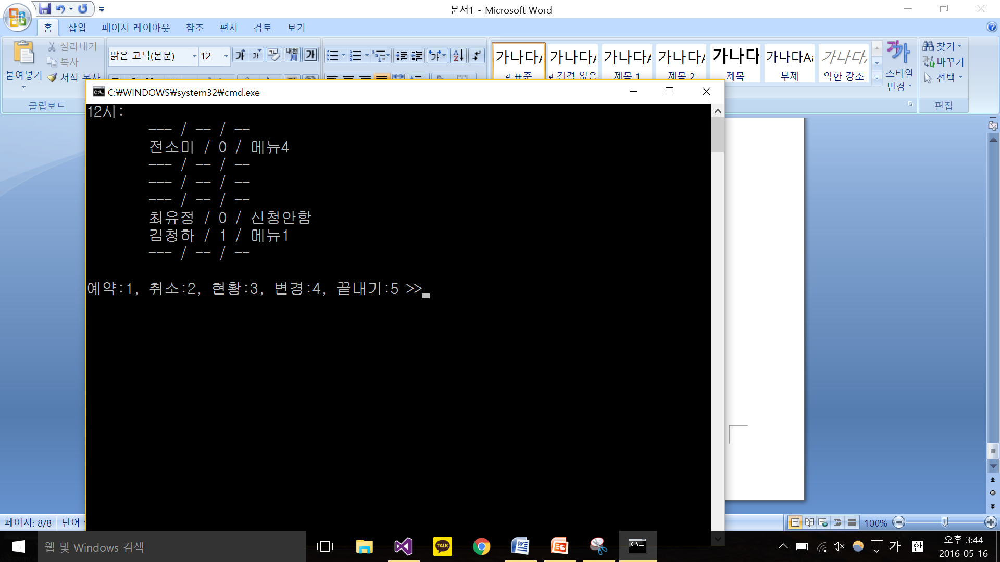 문서1 - Microsoft Word
홈 삽입 페이지 레이아웃 참조 편지 검토 보기
붙여넣기
잘라내기
복사
서식 복사
클립보드
맑은 고딕(본문) 12
가나다 가나다 가나다 가나다 가나다 가나다Aa 가나다
↲ 표준 ↲ 간격 없음 제목 1 제목 2 제목 부제 약한 강조
스타일
변경
찾기
바꾸기
선택
편집
C:₩WINDOWS₩system32₩cmd.exe
12시:
--- / -- / --
전소미 / 0 / 메뉴4
--- / -- / --
--- / -- / --
--- / -- / --
최유정 / 0 / 신청안함
김청하 / 1 / 메뉴1
--- / -- / --
예약:1, 취소:2, 현황:3, 변경:4, 끝내기:5 >>
페이지: 8/8 단어
100%
웹 및 Windows 검색
TALK
가 한
오후 3:44
2016-05-16